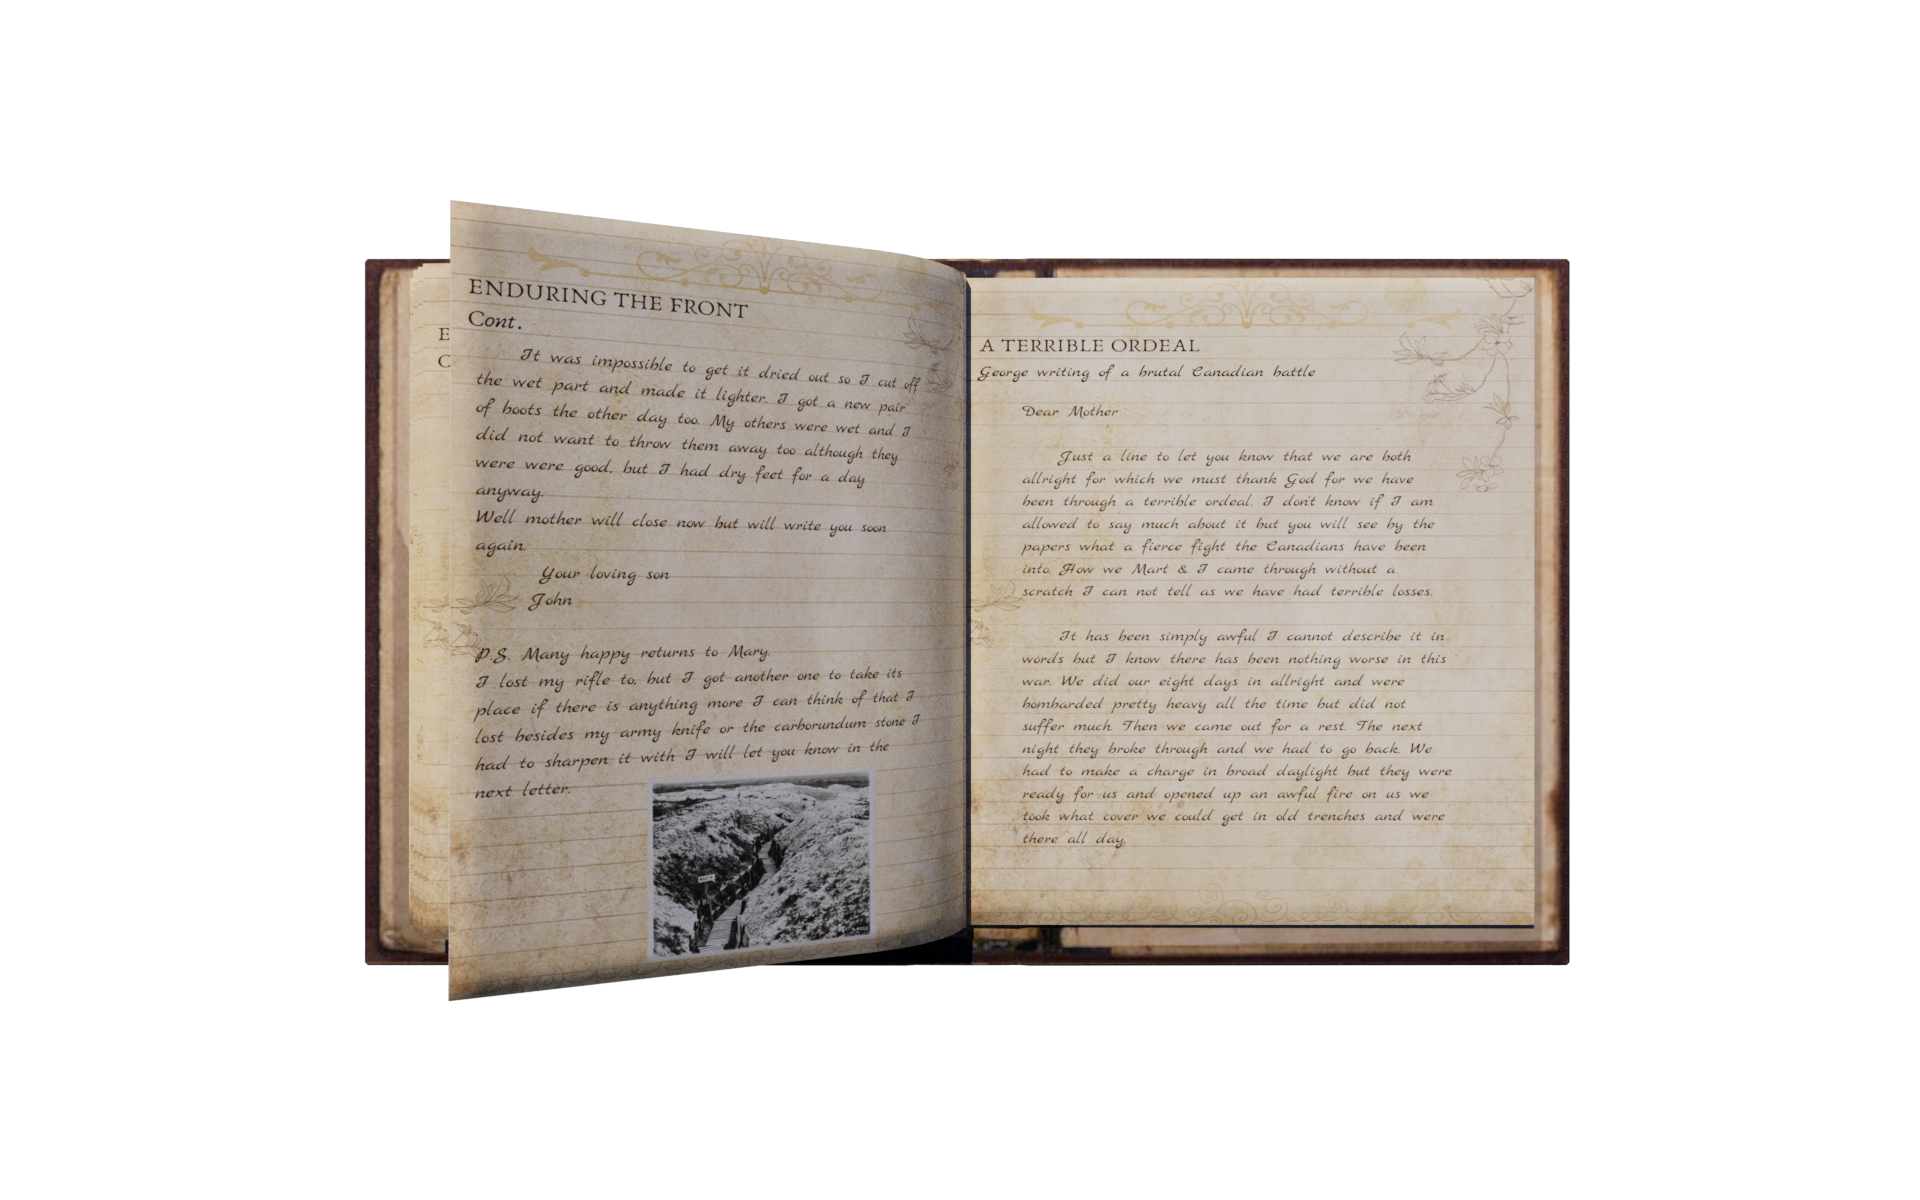 E
C
ENDURING THE FRONT
Cont.
It was impossible to get it dried out so I cut off
the wet part and made it lighter. I got a new pair
of boots the other day too. My others were wet and I
did not want to throw them away too although they
were were good, but I had dry feet for a day
anyway.
Well mother will close now but will write you soon
again.
Your loving son
John
P.S. Many happy returns to Mary.
I lost my rifle to, but I got another one to take its
place if there is anything more I can think of that I
lost besides my army knife or the carborundum stone I
had to sharpen it with I will let you know in the
next letter.
A TERRIBLE ORDEAL
George writing of a brutal Canadian battle
Dear Mother
Just a line to let you know that we are both
allright for which we must thank God for we have
been through a terrible ordeal. I don't know if I am
allowed to say much about it but you will see by the
papers what a fierce fight the Canadians have been
into. How we Mart & I came through without a
scratch I can not tell as we have had terrible losses.
It has been simply awful I cannot describe it in
words but I know there has been nothing worse in this
war. We did our eight days in allright and were
bombarded pretty heavy all the time but did not
suffer much. Then we came out for a rest. The next
night they broke through and we had to go back. We
had to make a charge in broad daylight but they were
ready for us and opened up an awful fire on us we
took what cover we could get in old trenches and were
there all day.